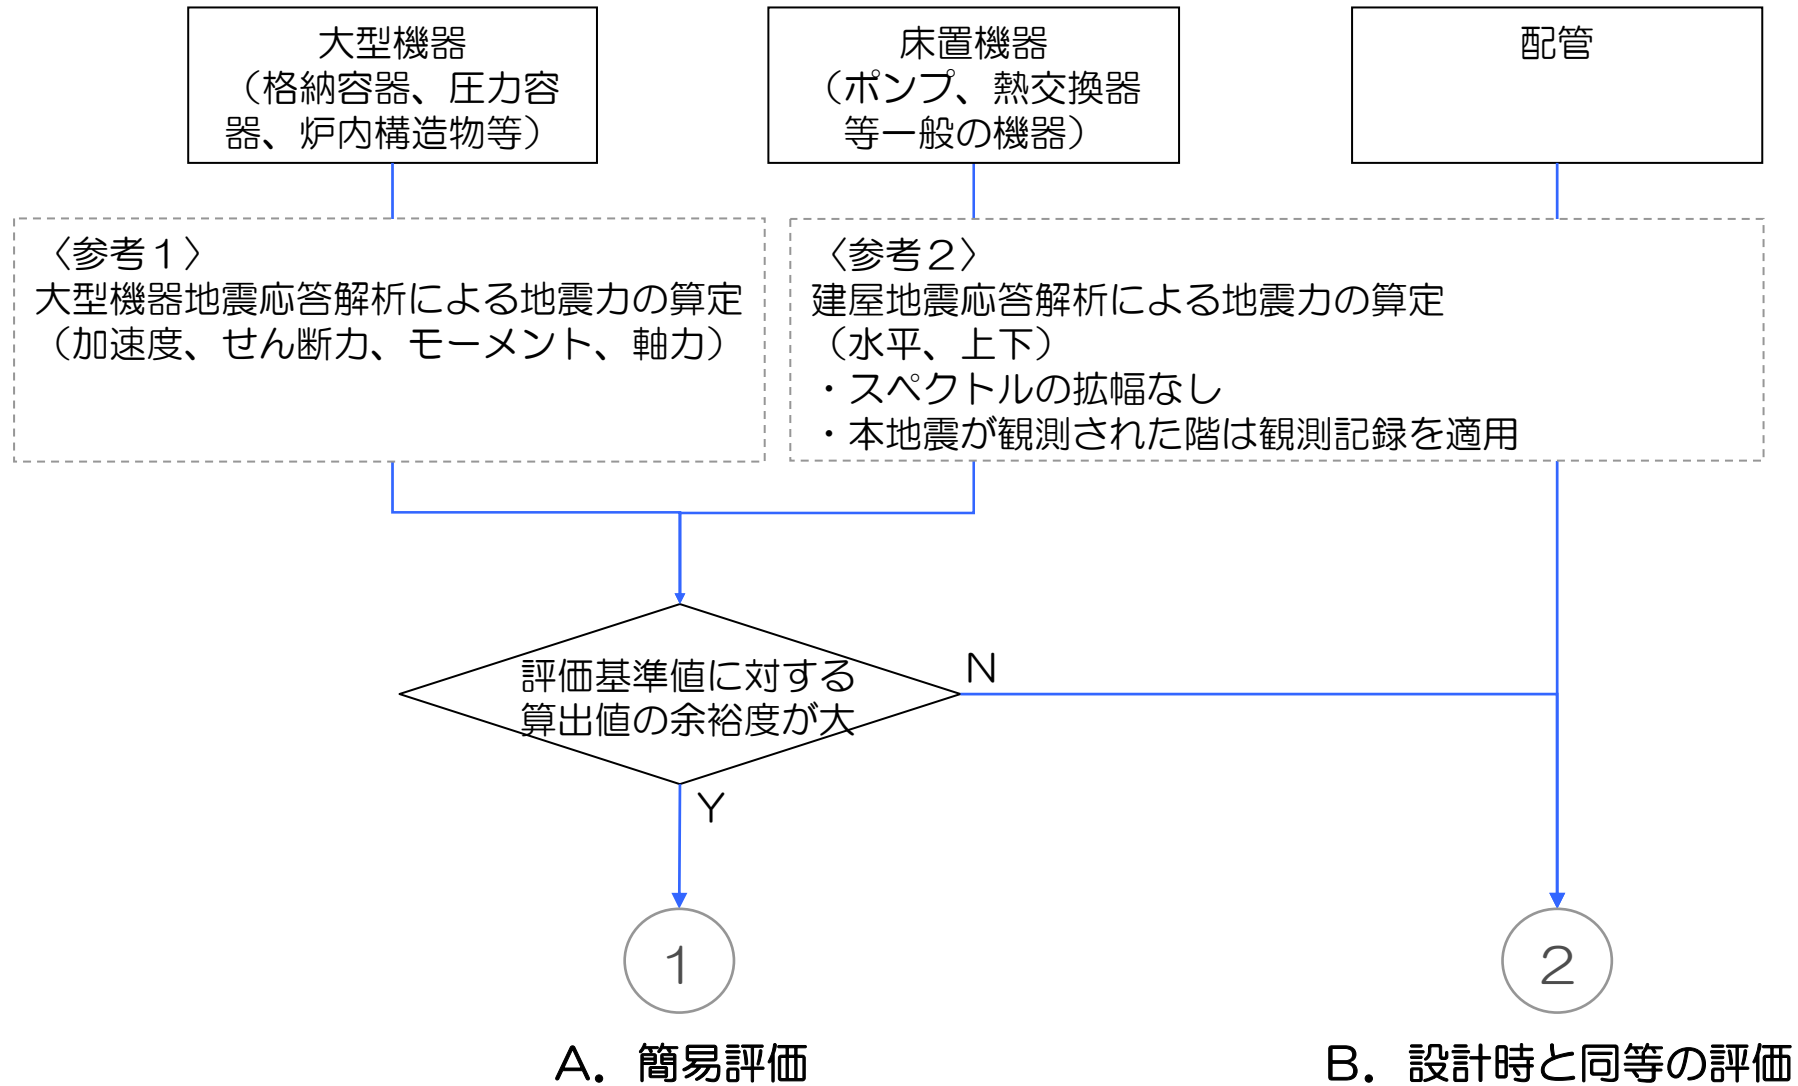 大型機器
（格納容器、圧力容
器、炉内構造物等）
床置機器
（ポンプ、熱交換器
等一般の機器）
配管
〈参考１〉
大型機器地震応答解析による地震力の算定
（加速度、せん断力、モーメント、軸力）
〈参考２〉
建屋地震応答解析による地震力の算定
（水平、上下）
・スペクトルの拡幅なし
・本地震が観測された階は観測記録を適用
評価基準値に対する
算出値の余裕度が大
N
Y
1
2
A．簡易評価
B．設計時と同等の評価